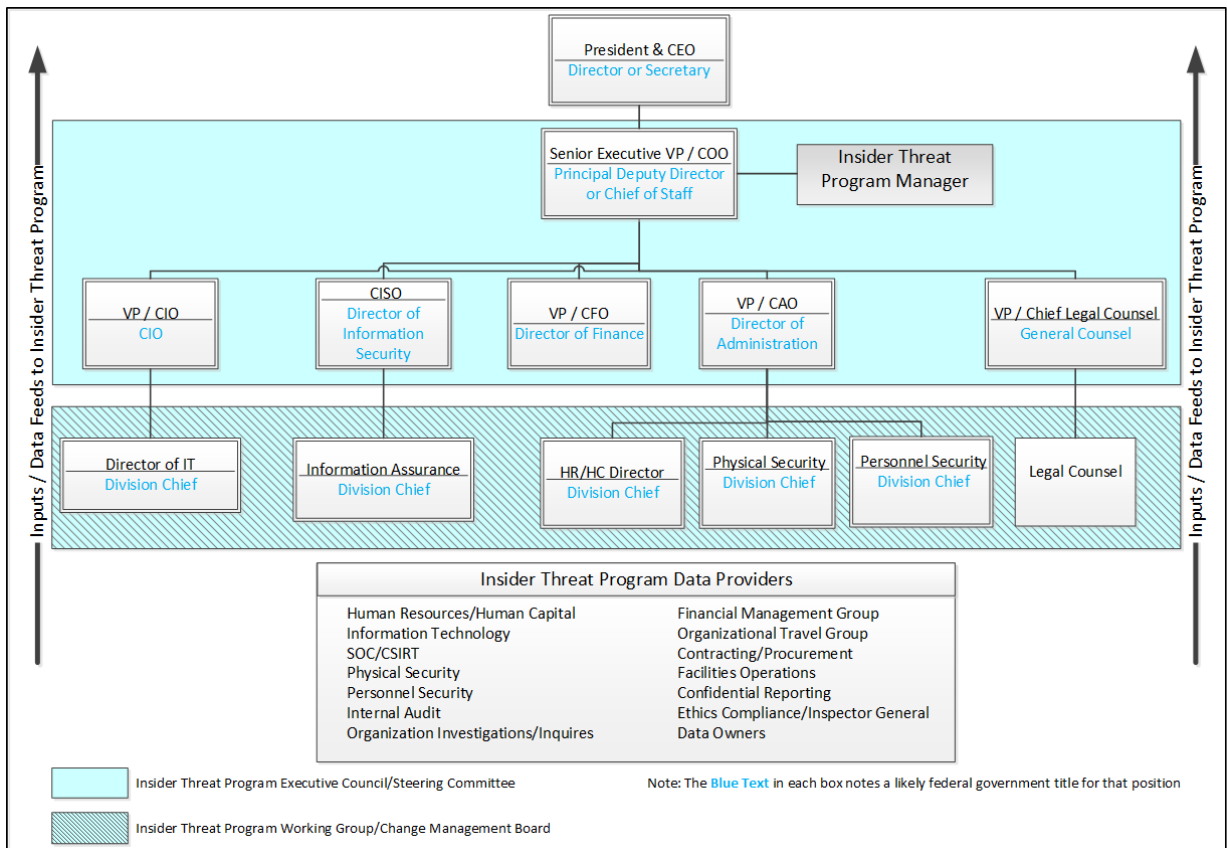 President & CEO
Director or Secretary
Senior Executive VP / COO
Principal Deputy Director
or Chief of Staff
Insider Threat
Program Manager
VP / CIO
CIO
CISO
Director of
Information
Security
VP / CFO
Director of Finance
VP / CAO
Director of
Administration
VP / Chief Legal Counsel
General Counsel
Director of IT
Division Chief
Information Assurance
Division Chief
HR/HC Director
Division Chief
Physical Security
Division Chief
Personnel Security
Division Chief
Legal Counsel
Inputs / Data Feeds to Insider Threat Program
Inputs / Data Feeds to Insider Threat Program
Insider Threat Program Data Providers
Human Resources/Human Capital
Information Technology
SOC/CSIRT
Physical Security
Personnel Security
Internal Audit
Organization Investigations/Inquires
Financial Management Group
Organizational Travel Group
Contracting/Procurement
Facilities Operations
Confidential Reporting
Ethics Compliance/Inspector General
Data Owners
Insider Threat Program Executive Council/Steering Committee
Note: The Blue Text in each box notes a likely federal government title for that position
Insider Threat Program Working Group/Change Management Board